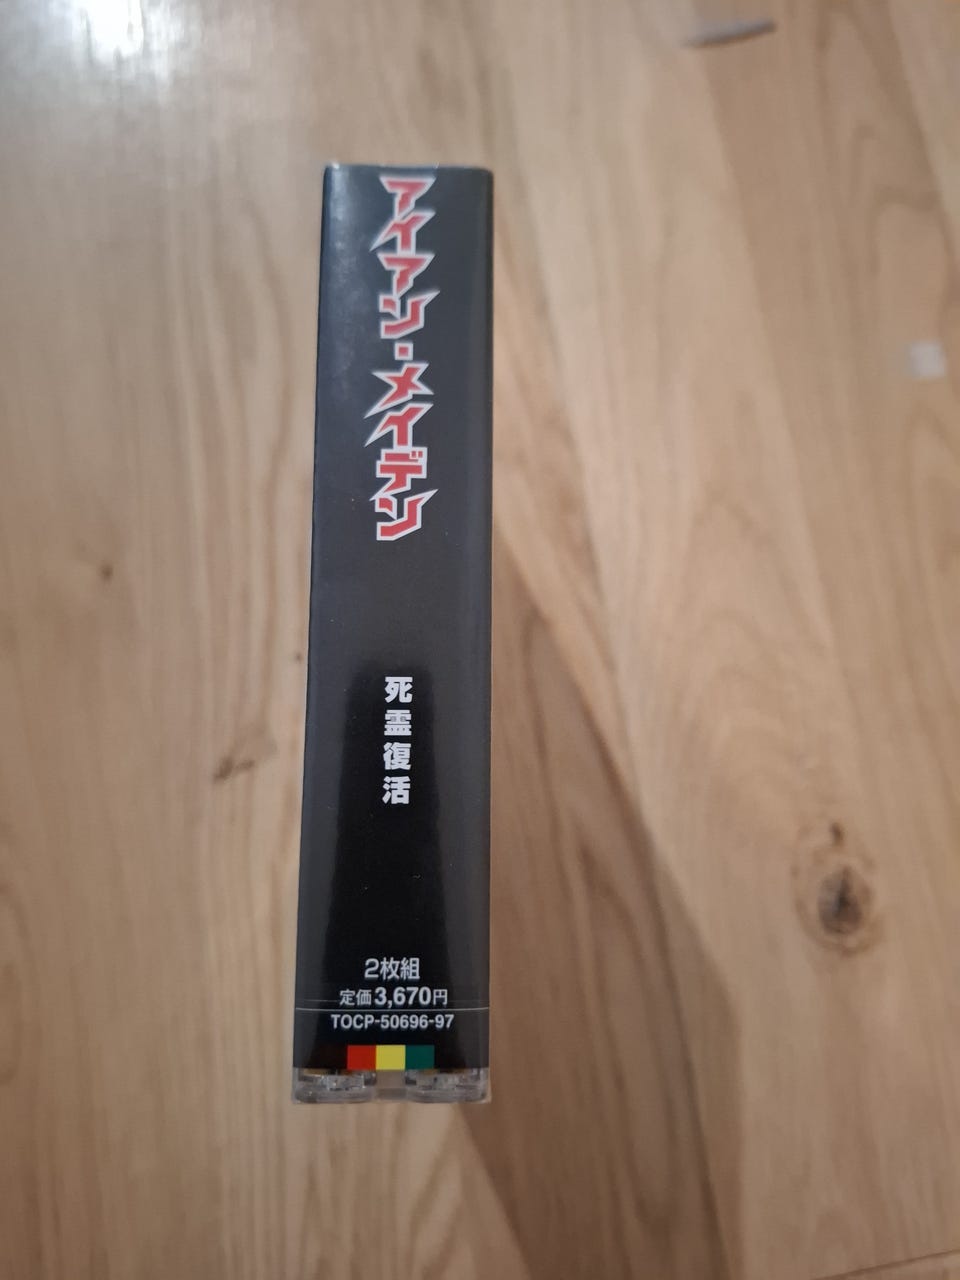 アイアン・メイデン
死霊復活
2枚組
定価3,670円
TOCP-50696-97